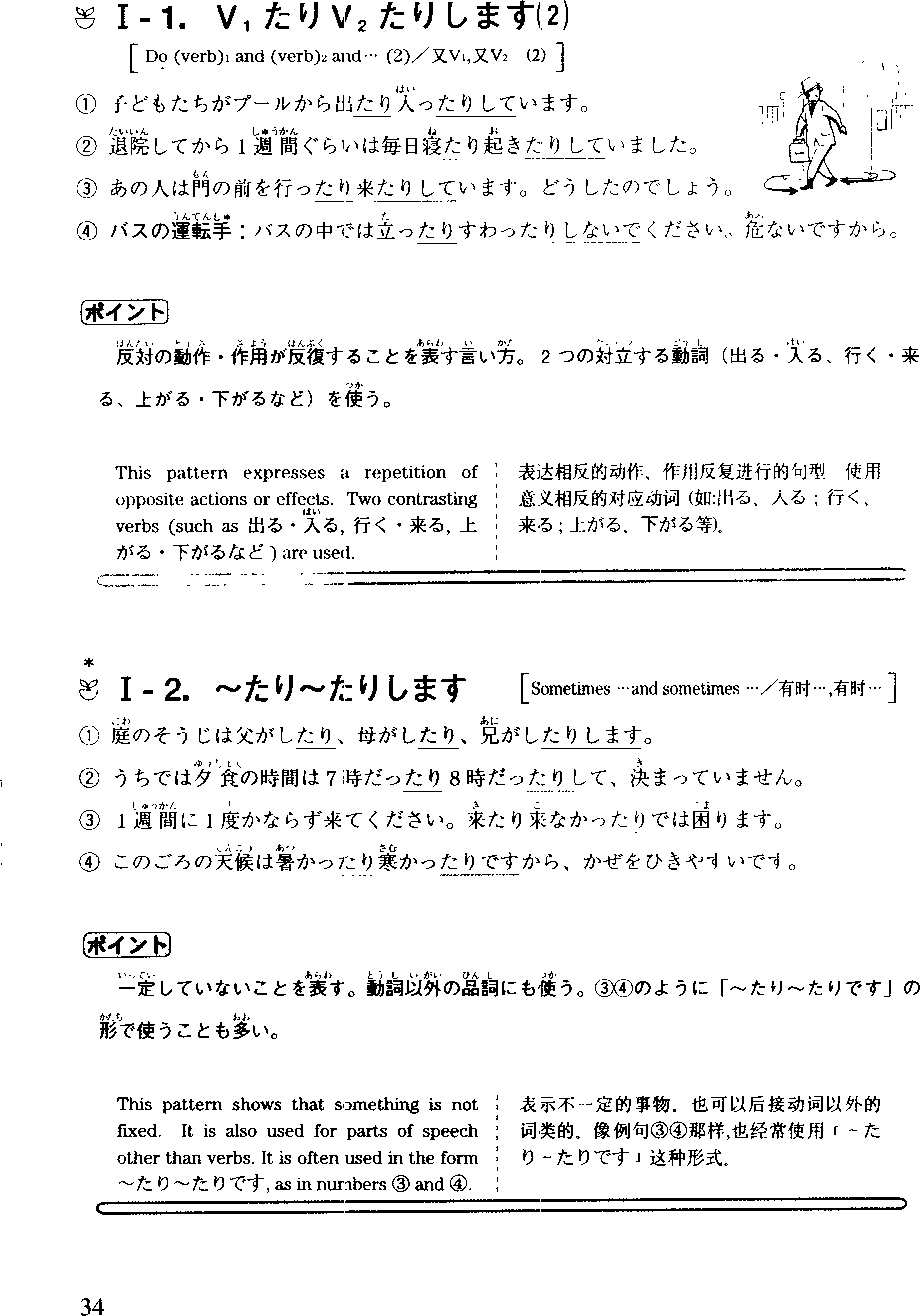 Ⅰ-1. V₁たりV₂たりします(2)
[ Do (verb)₁ and (verb)₂ and… (2)／又V₁,又V₂ (2) ]
① 子どもたちがプールから出たり入ったりしています。
② 退院してから1週間ぐらいは毎日寝たり起きたりしていました。
③ あの人は門の前を行ったり来たりしています。どうしたのでしょう。
④ バスの運転手：バスの中では立ったりすわったりしないでください。危ないですから。
ポイント
反対の動作・作用が反復することを表す言い方。2つの対立する動詞（出る・入る、行く・来
る、上がる・下がるなど）を使う。
This pattern expresses a repetition of
opposite actions or effects. Two contrasting
verbs (such as 出る・入る, 行く・来る, 上
がる・下がるなど ) are used.
表达相反的动作、作用反复进行的句型 使用
意义相反的对应动词 (如:出る、入る；行く、
来る；上がる、下がる等)。
*
Ⅰ-2. ～たり～たりします
[ Sometimes …and sometimes …／有时…,有时… ]
① 庭のそうじは父がしたり、母がしたり、兄がしたりします。
② うちでは夕食の時間は7時だったり8時だったりして、決まっていません。
③ 1週間に1度かならず来てください。来たり来なかったりでは困ります。
④ このごろの天候は暑かったり寒かったりですから、かぜをひきやすいです。
ポイント
一定していないことを表す。動詞以外の品詞にも使う。③④のように「～たり～たりです」の
形で使うことも多い。
This pattern shows that something is not
fixed. It is also used for parts of speech
other than verbs. It is often used in the form
～たり～たりです, as in numbers ③ and ④.
表示不一定的事物。也可以后接动词以外的
词类的。像例句③④那样,也经常使用「～た
り～たりです」这种形式。
34